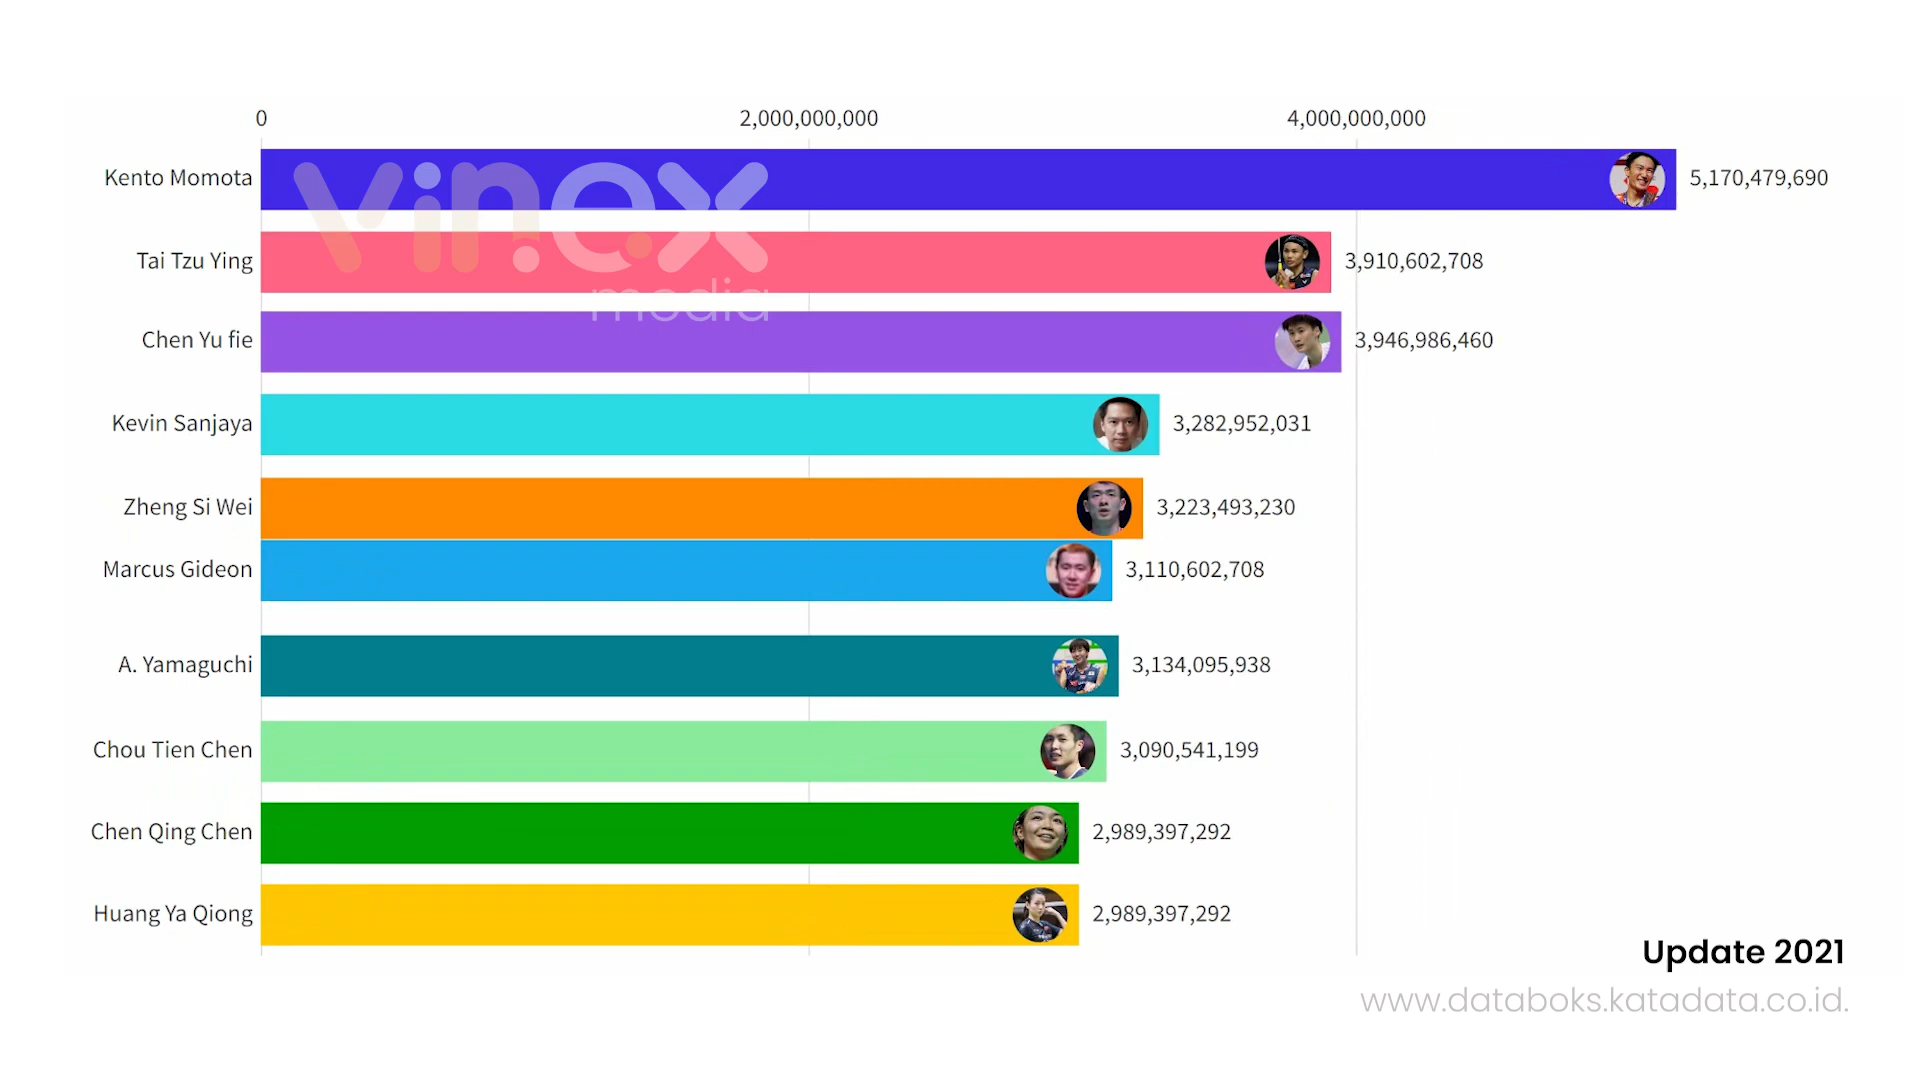 0 2,000,000,000 4,000,000,000
vinex
media
Kento Momota 5,170,479,690
Tai Tzu Ying 3,910,602,708
Chen Yu fie 3,946,986,460
Kevin Sanjaya 3,282,952,031
Zheng Si Wei 3,223,493,230
Marcus Gideon 3,110,602,708
A. Yamaguchi 3,134,095,938
Chou Tien Chen 3,090,541,199
Chen Qing Chen 2,989,397,292
Huang Ya Qiong 2,989,397,292
Update 2021
www.databoks.katadata.co.id.